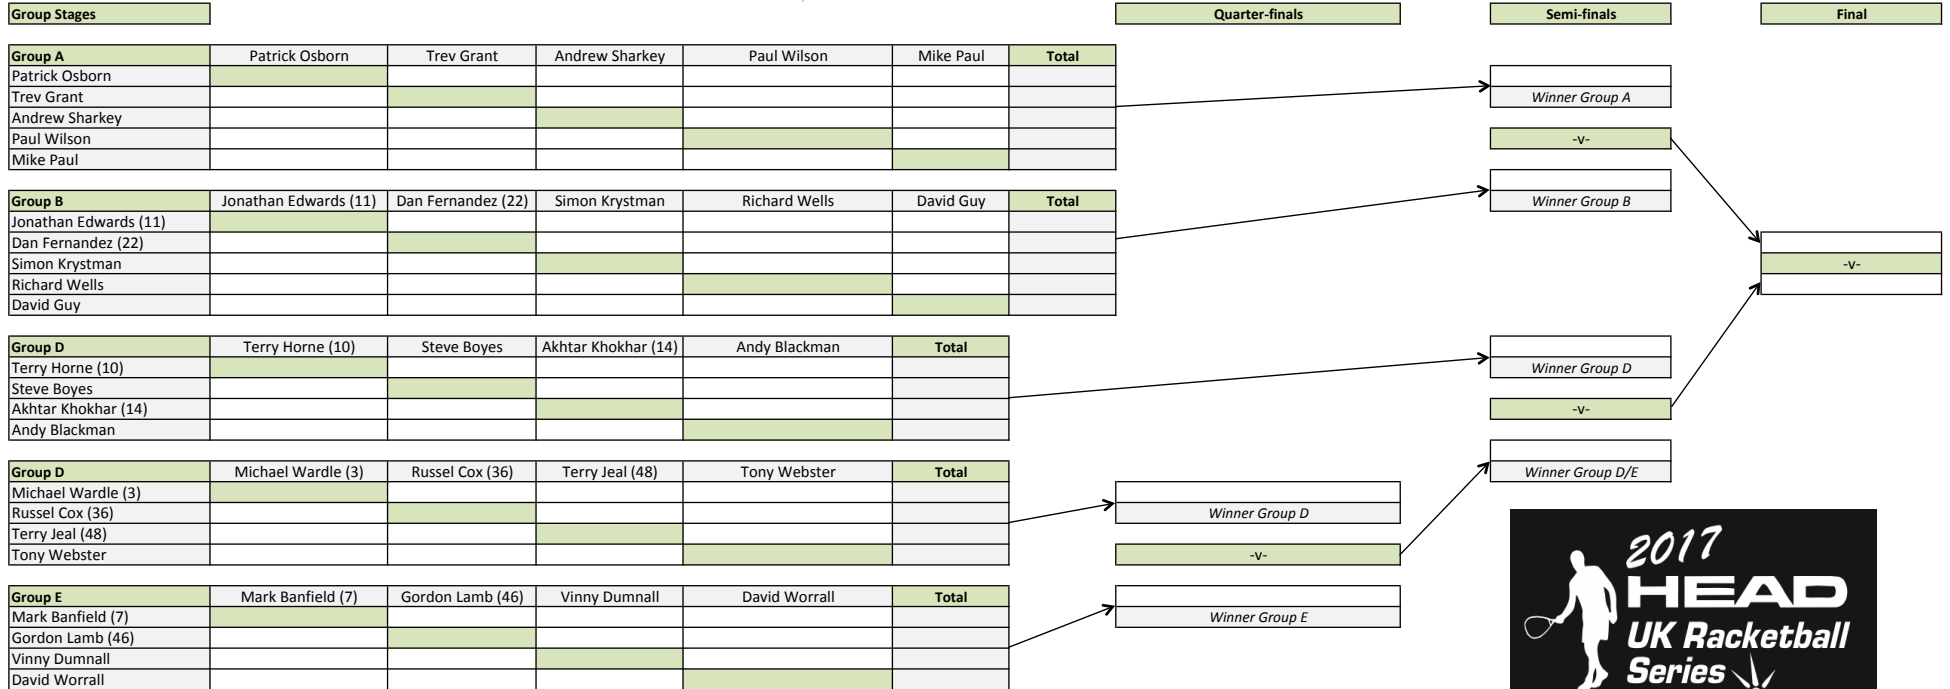 Group Stages Quarter-finals Semi-finals Final
Group A Patrick Osborn Trev Grant Andrew Sharkey Paul Wilson Mike Paul Total
Patrick Osborn
Trev Grant Winner Group A
Andrew Sharkey
Paul Wilson -v-
Mike Paul
Group B Jonathan Edwards (11) Dan Fernandez (22) Simon Krystman Richard Wells David Guy Total Winner Group B
Jonathan Edwards (11)
Dan Fernandez (22)
Simon Krystman -v-
Richard Wells
David Guy
Group D Terry Horne (10) Steve Boyes Akhtar Khokhar (14) Andy Blackman Total
Terry Horne (10) Winner Group D
Steve Boyes
Akhtar Khokhar (14) -v-
Andy Blackman
Group D Michael Wardle (3) Russel Cox (36) Terry Jeal (48) Tony Webster Total Winner Group D/E
Michael Wardle (3)
Russel Cox (36) Winner Group D
Terry Jeal (48)
Tony Webster -v-
Group E Mark Banfield (7) Gordon Lamb (46) Vinny Dumnall David Worrall Total
Mark Banfield (7) Winner Group E
Gordon Lamb (46)
Vinny Dumnall
David Worrall
2017
HEAD
UK Racketball
Series